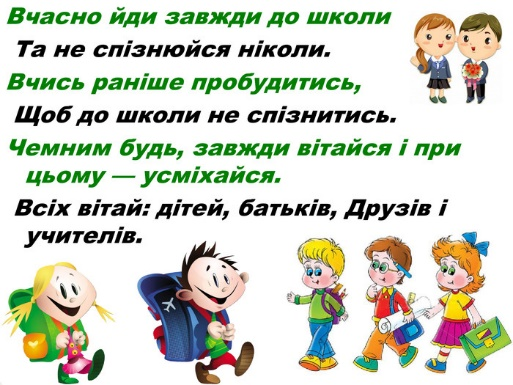 Вчасно йди завжди до школи
Та не спізнюйся ніколи.
Вчись раніше пробудитись,
Щоб до школи не спізнитись.
Чемним будь, завжди вітайся і при
цьому — усміхайся.
Всіх вітай: дітей, батьків, Друзів і
учителів.